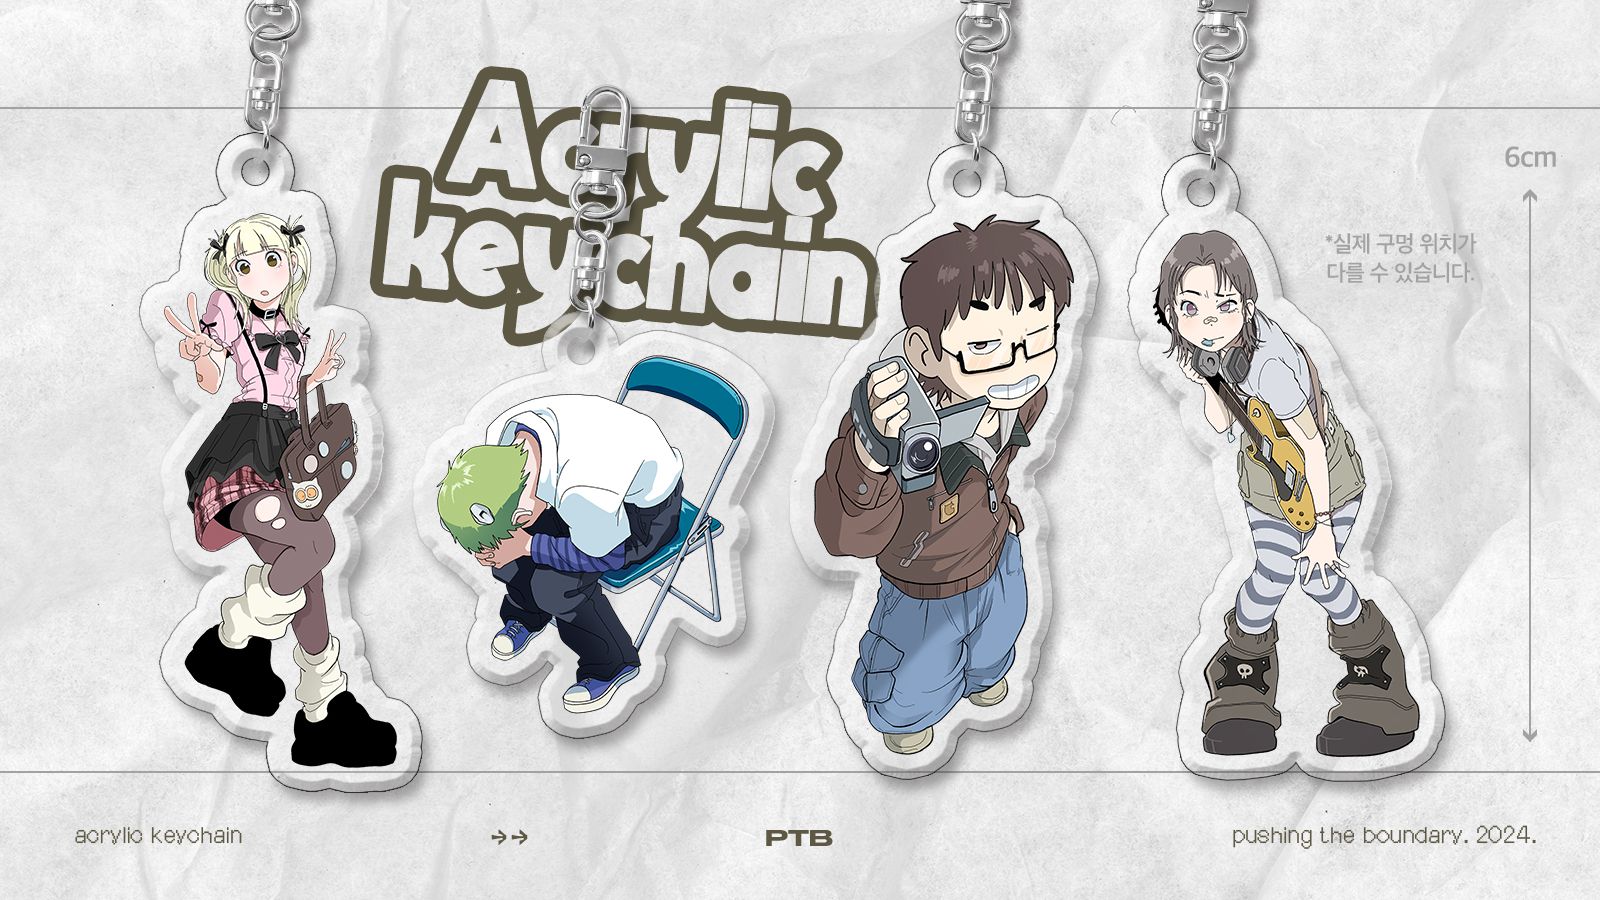 Acrylic
keychain
6cm
*실제 구멍 위치가
다를 수 있습니다.
acrylic keychain
→→
PTB
pushing the boundary. 2024.